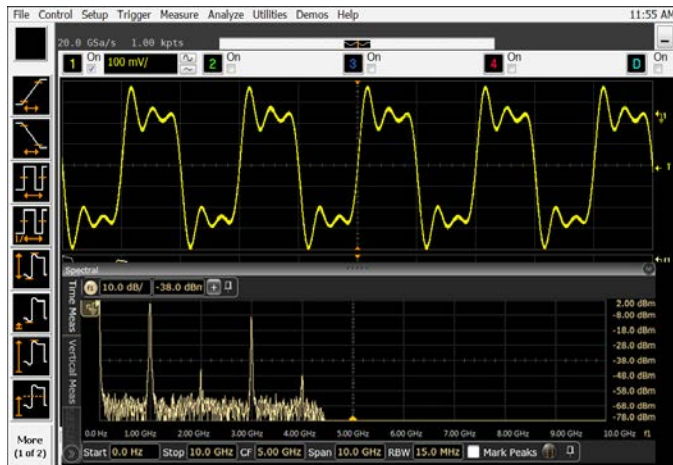 File Control Setup Trigger Measure Analyze Utilities Demos Help 11:55 AM
20.0 GSa/s 1.00 kpts
1 On 100 mV/ 2 On 3 On 4 On D On
T
Spectral
f1 10.0 dB/ -38.0 dBm
Time Meas
Vertical Meas
2.00 dBm
-8.00 dBm
-18.0 dBm
-28.0 dBm
-38.0 dBm
-48.0 dBm
-58.0 dBm
-68.0 dBm
-78.0 dBm
0.0 Hz 1.00 GHz 2.00 GHz 3.00 GHz 4.00 GHz 5.00 GHz 6.00 GHz 7.00 GHz 8.00 GHz 9.00 GHz 10.0 GHz f1
Start 0.0 Hz Stop 10.0 GHz CF 5.00 GHz Span 10.0 GHz RBW 15.0 MHz Mark Peaks
More
(1 of 2)